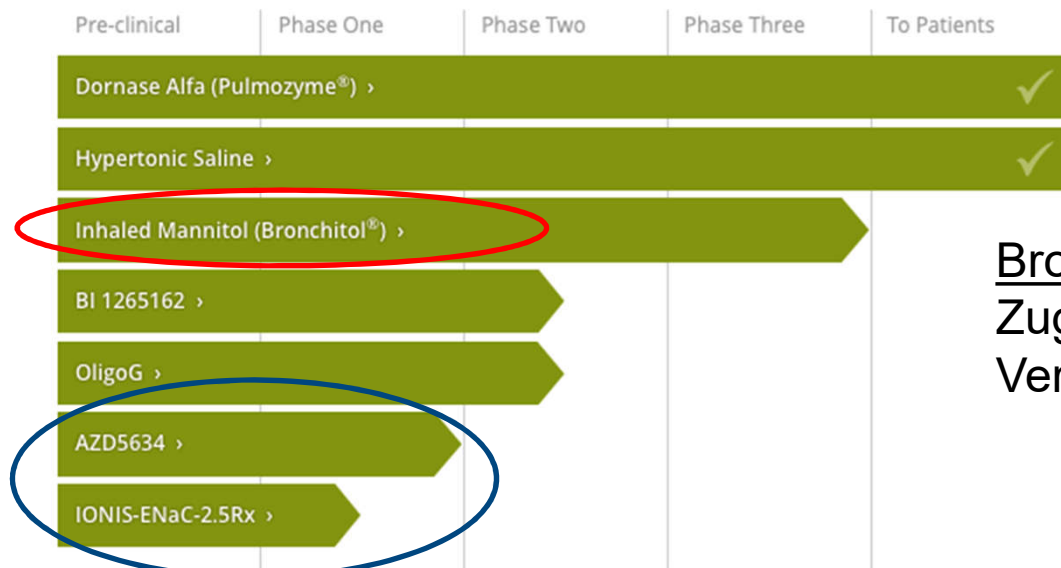 Pre-clinical Phase One Phase Two Phase Three To Patients
Dornase Alfa (Pulmozyme®) ›
Hypertonic Saline ›
Inhaled Mannitol (Bronchitol®) ›
BI 1265162 ›
OligoG ›
AZD5634 ›
IONIS-ENaC-2.5Rx ›